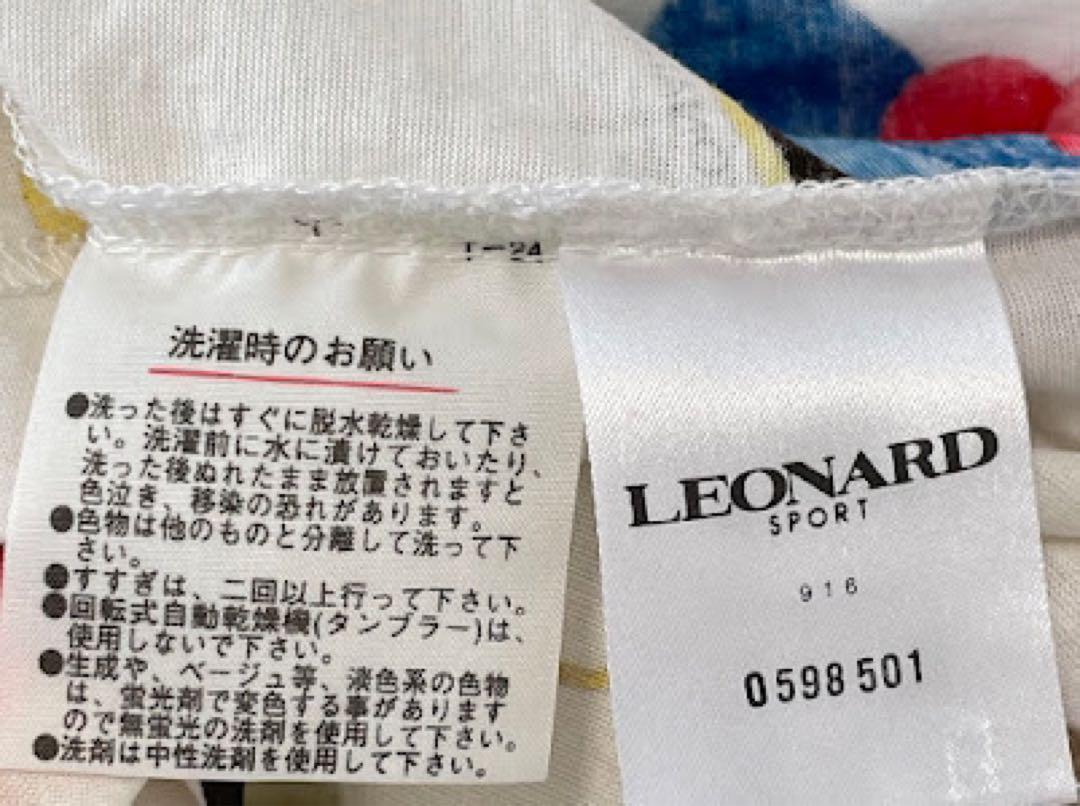 洗濯時のお願い
●洗った後はすぐに脱水乾燥して下さ
い。洗濯前に水に漬けておいたり、
洗った後ぬれたまま放置されますと
色泣き、移染の恐れがあります。
●色物は他のものと分離して洗って下
さい。
●すすぎは、二回以上行って下さい。
●回転式自動乾燥機(タンブラー)は、
使用しないで下さい。
●生成や、ベージュ等、淡色系の色物
は、蛍光剤で変色する事があります
ので無蛍光の洗剤を使用して下さい。
●洗剤は中性洗剤を使用して下さい。
LEONARD
SPORT
916
0598501